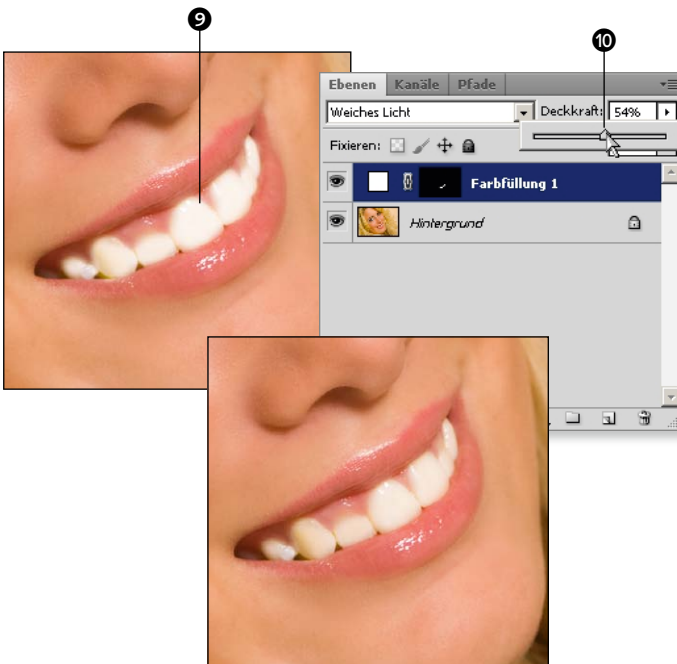 9
10
Ebenen Kanäle Pfade
Weiches Licht Deckkraft: 54%
Fixieren:
Farbfüllung 1
Hintergrund